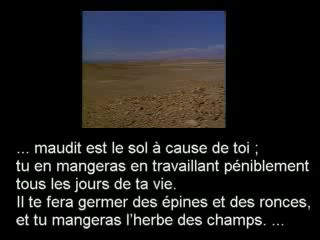 ... maudit est le sol à cause de toi ;
tu en mangeras en travaillant péniblement
tous les jours de ta vie.
Il te fera germer des épines et des ronces,
et tu mangeras l'herbe des champs. ...